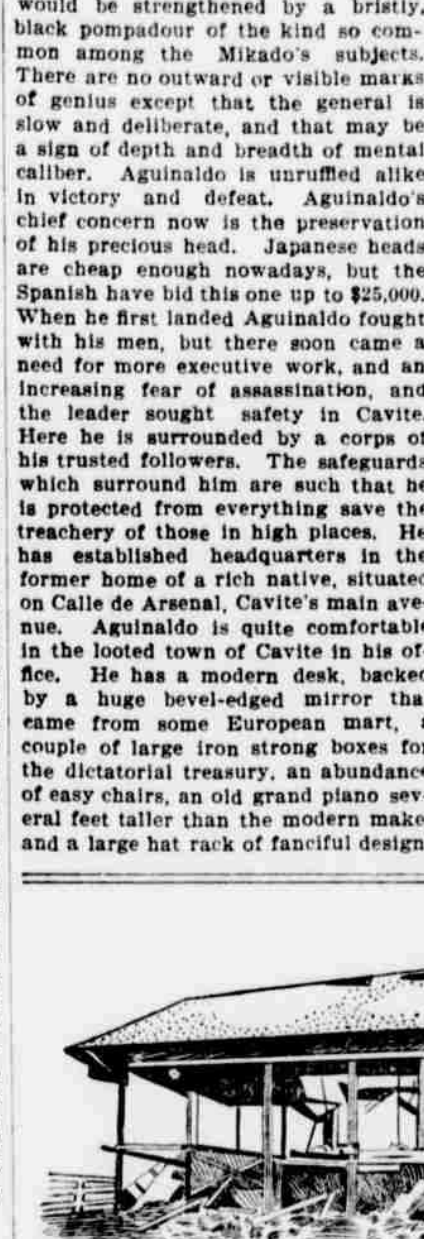 would be strengthened by a bristly,
black pompadour of the kind so com-
mon among the Mikado's subjects.
There are no outward or visible marks
of genius except that the general is
slow and deliberate, and that may be
a sign of depth and breadth of mental
caliber. Aguinaldo is unruffled alike
in victory and defeat. Aguinaldo's
chief concern now is the preservation
of his precious head. Japanese heads
are cheap enough nowadays, but the
Spanish have bid this one up to $25,000.
When he first landed Aguinaldo fought
with his men, but there soon came a
need for more executive work, and an
increasing fear of assassination, and
the leader sought safety in Cavite.
Here he is surrounded by a corps of
his trusted followers. The safeguards
which surround him are such that he
is protected from everything save the
treachery of those in high places. He
has established headquarters in the
former home of a rich native, situated
on Calle de Arsenal, Cavite's main ave-
nue. Aguinaldo is quite comfortable
in the looted town of Cavite in his of-
fice. He has a modern desk, backed
by a huge bevel-edged mirror that
came from some European mart, a
couple of large iron strong boxes for
the dictatorial treasury, an abundance
of easy chairs, an old grand piano sev-
eral feet taller than the modern make
and a large hat rack of fanciful design